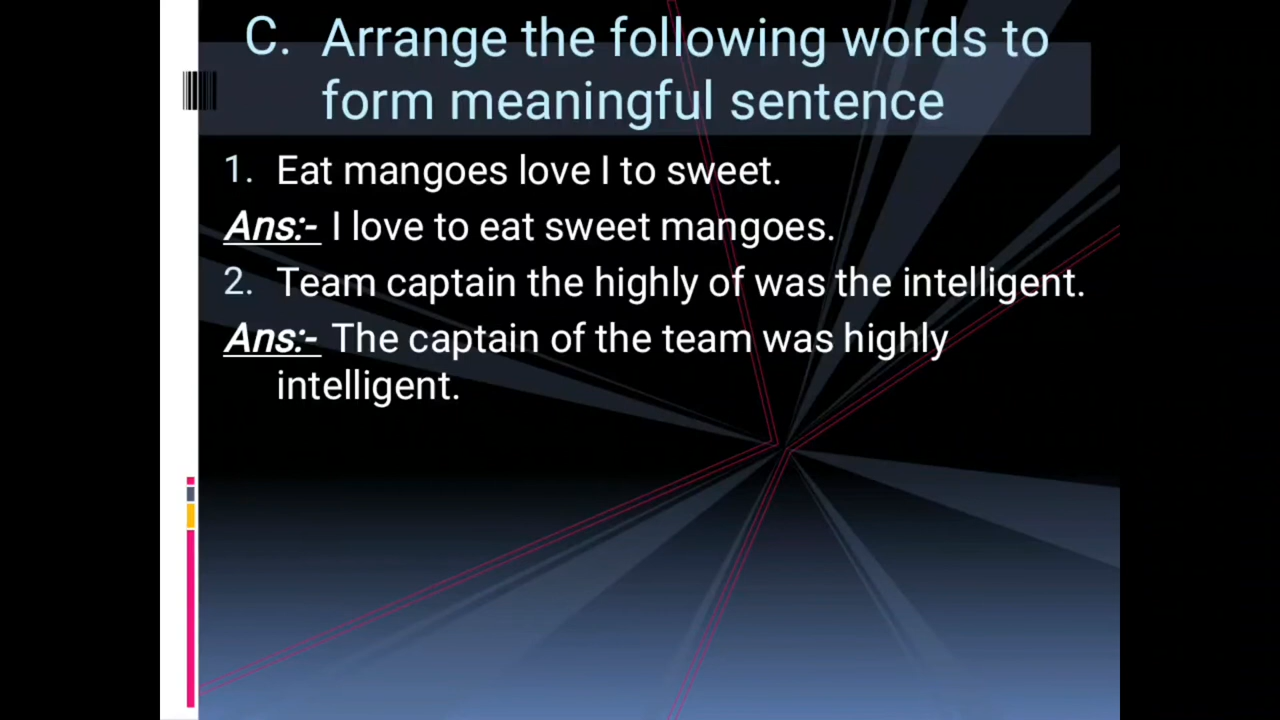 C. Arrange the following words to
form meaningful sentence
1. Eat mangoes love I to sweet.
Ans:- I love to eat sweet mangoes.
2. Team captain the highly of was the intelligent.
Ans:- The captain of the team was highly
intelligent.